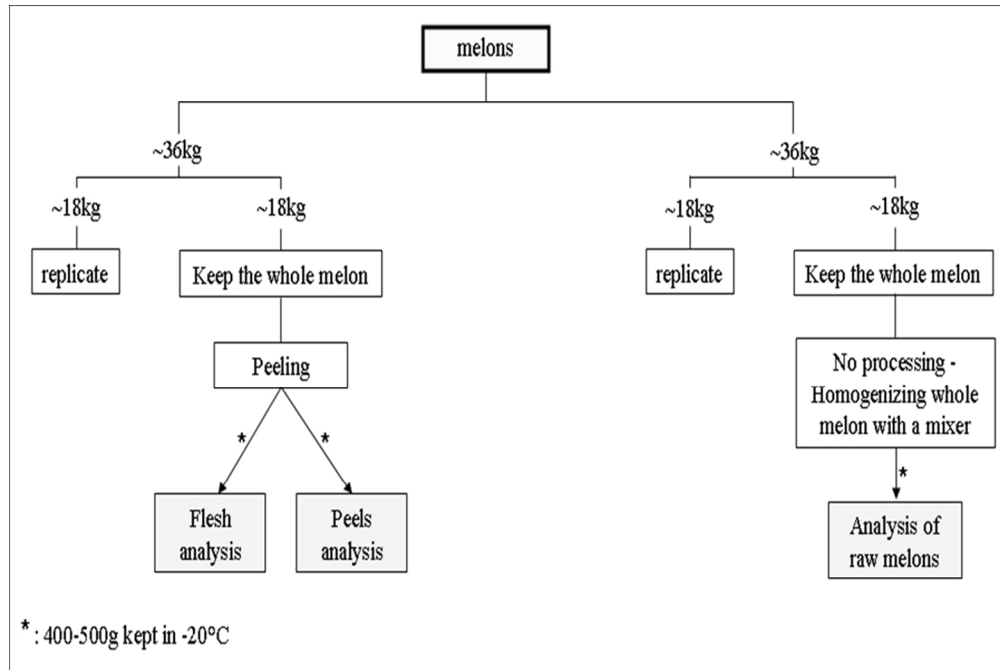 melons
~36kg
~36kg
~18kg
~18kg
~18kg
~18kg
replicate
Keep the whole melon
replicate
Keep the whole melon
Peeling
No processing -
Homogenizing whole
melon with a mixer
*
*
*
Flesh
analysis
Peels
analysis
Analysis of
raw melons
* : 400-500g kept in -20°C